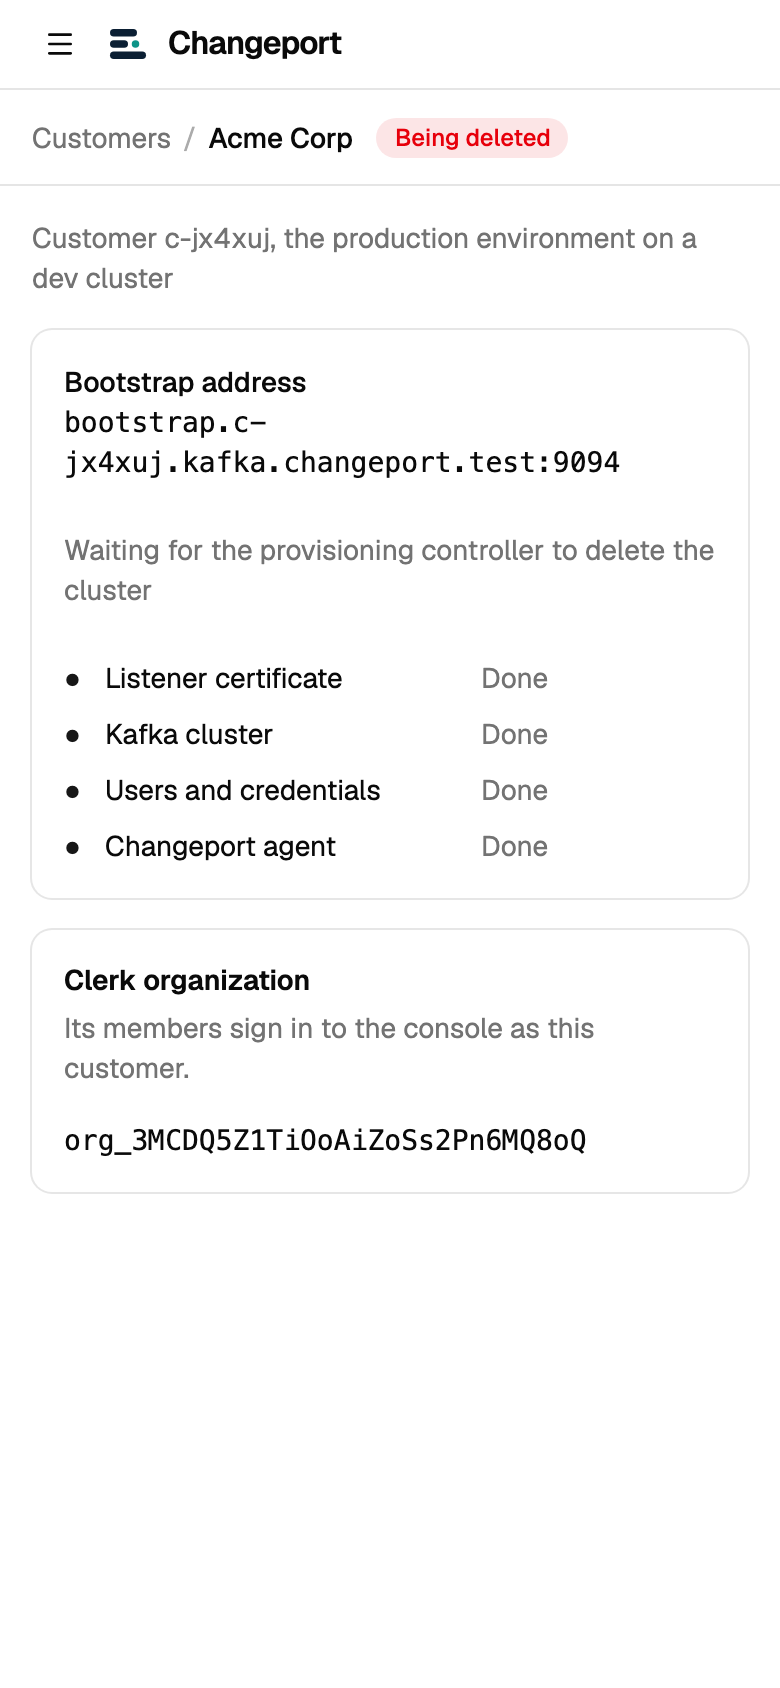 Changeport
Customers / Acme Corp Being deleted
Customer c-jx4xuj, the production environment on a
dev cluster
Bootstrap address
bootstrap.c-
jx4xuj.kafka.changeport.test:9094
Waiting for the provisioning controller to delete the
cluster
Listener certificate Done
Kafka cluster Done
Users and credentials Done
Changeport agent Done
Clerk organization
Its members sign in to the console as this
customer.
org_3MCDQ5Z1TiOoAiZoSs2Pn6MQ8oQ